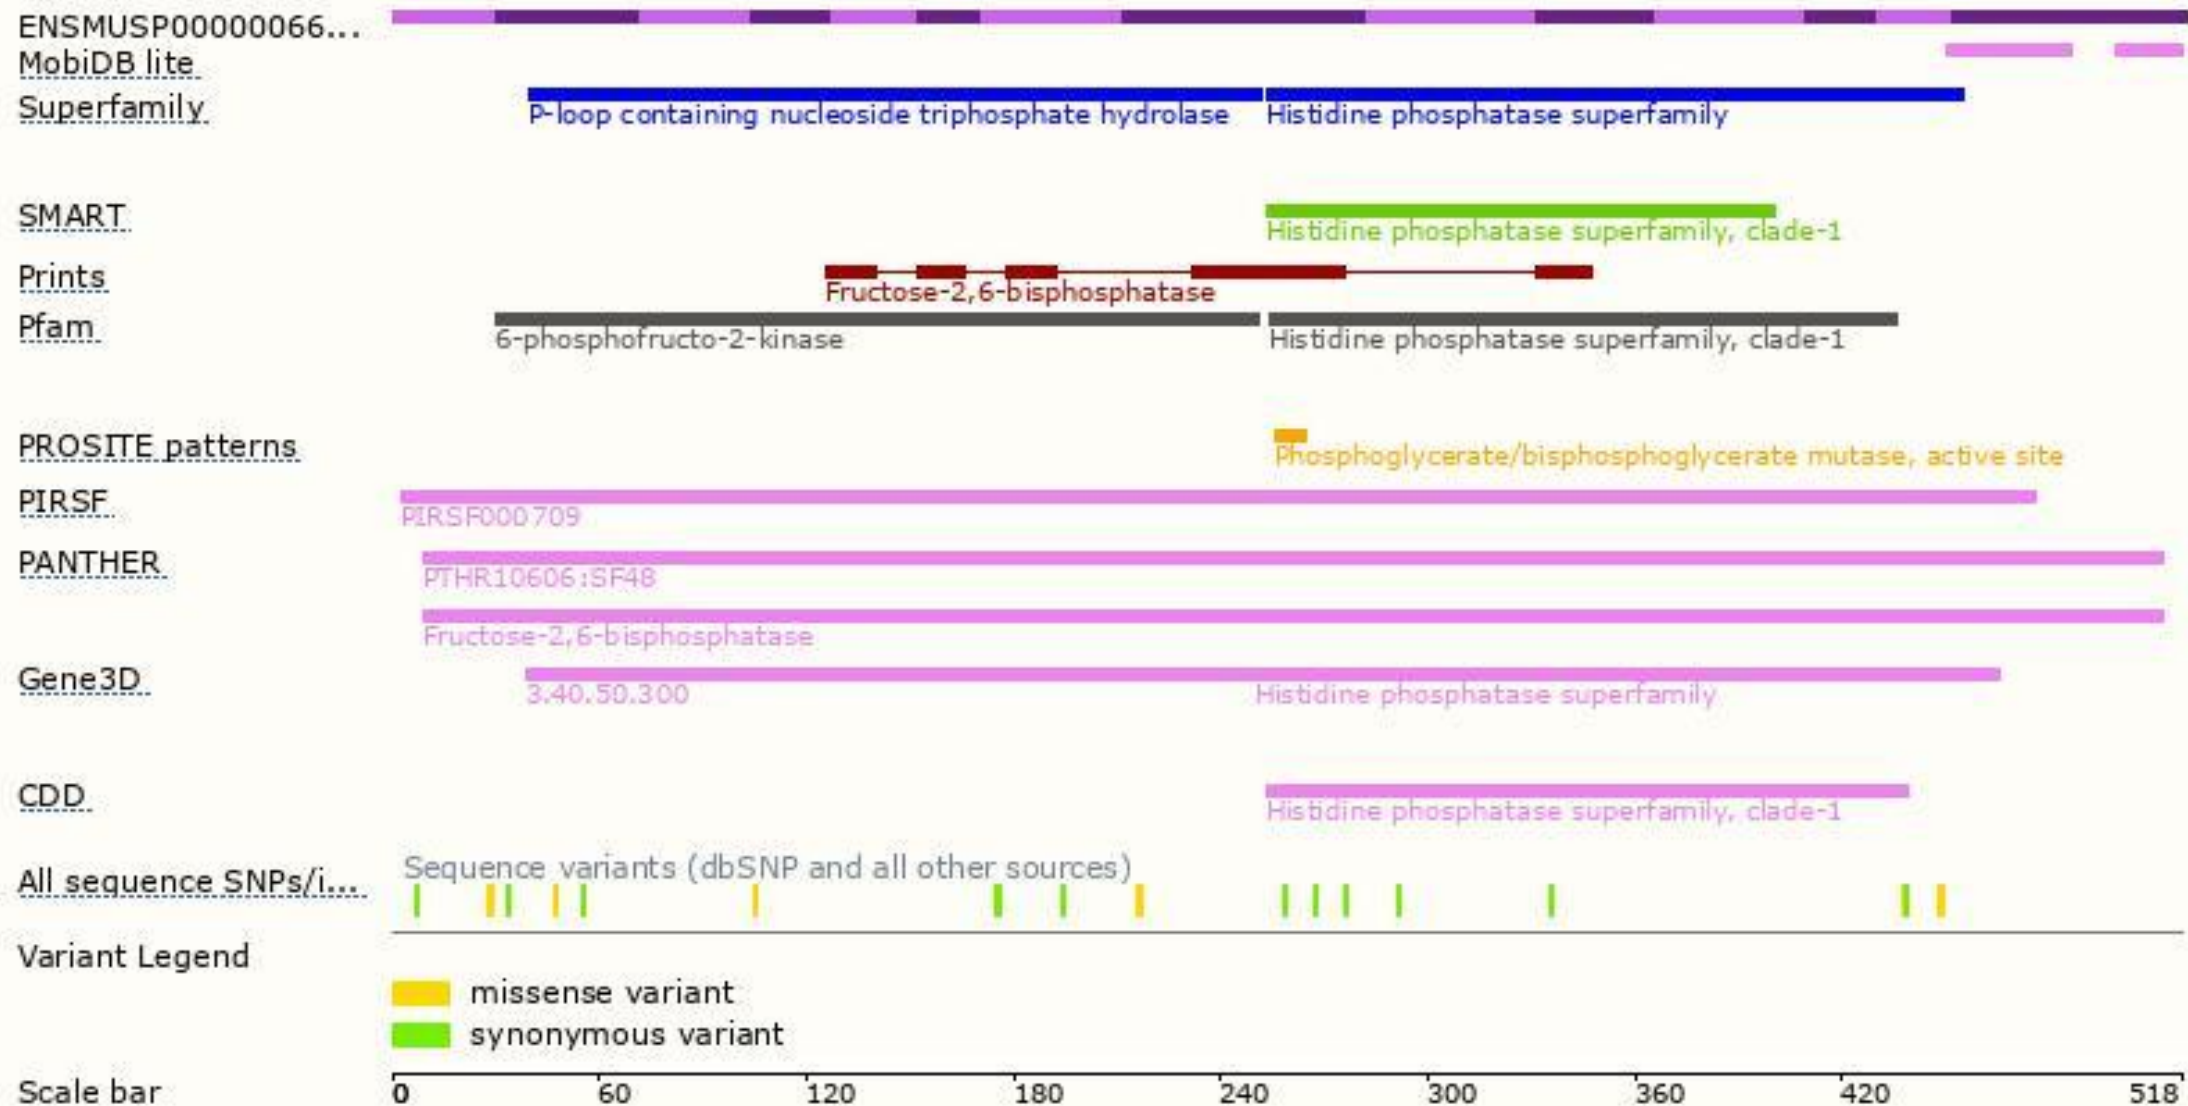 ENSMUSP00000066...
MobiDB lite
Superfamily
P-loop containing nucleoside triphosphate hydrolase
Histidine phosphatase superfamily
SMART
Histidine phosphatase superfamily, clade-1
Prints
Fructose-2,6-bisphosphatase
Pfam
6-phosphofructo-2-kinase
Histidine phosphatase superfamily, clade-1
PROSITE patterns
Phosphoglycerate/bisphosphoglycerate mutase, active site
PIRSF
PIRSF000709
PANTHER
PTHR10606:SF48
Fructose-2,6-bisphosphatase
Gene3D
3.40.50.300
Histidine phosphatase superfamily
CDD
Histidine phosphatase superfamily, clade-1
Sequence variants (dbSNP and all other sources)
All sequence SNPs/i...
Variant Legend
missense variant
synonymous variant
Scale bar
0 60 120 180 240 300 360 420 518